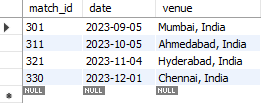 match_id date venue
301 2023-09-05 Mumbai, India
311 2023-10-05 Ahmedabad, India
321 2023-11-04 Hyderabad, India
330 2023-12-01 Chennai, India
NULL NULL NULL